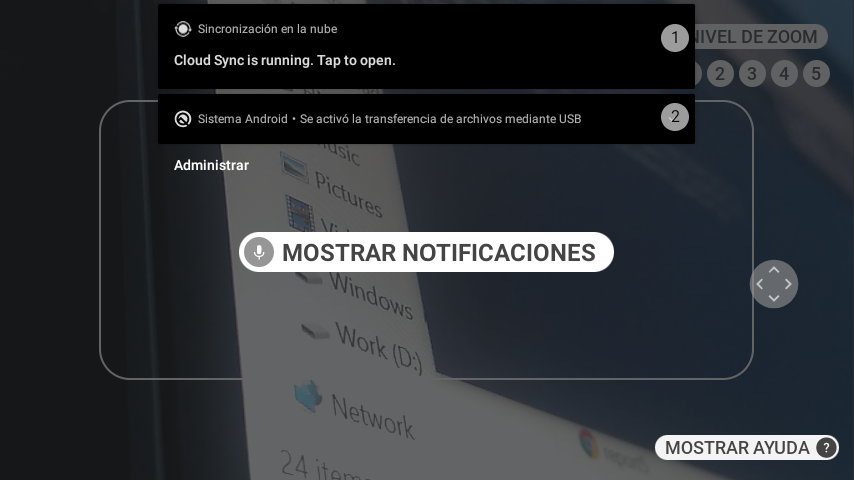 Sincronización en la nube
Cloud Sync is running. Tap to open.
1
NIVEL DE ZOOM
2 3 4 5
Sistema Android • Se activó la transferencia de archivos mediante USB
2
Administrar
Music
Pictures
MOSTRAR NOTIFICACIONES
Windows
Work (D:)
Network
24 items
MOSTRAR AYUDA ?